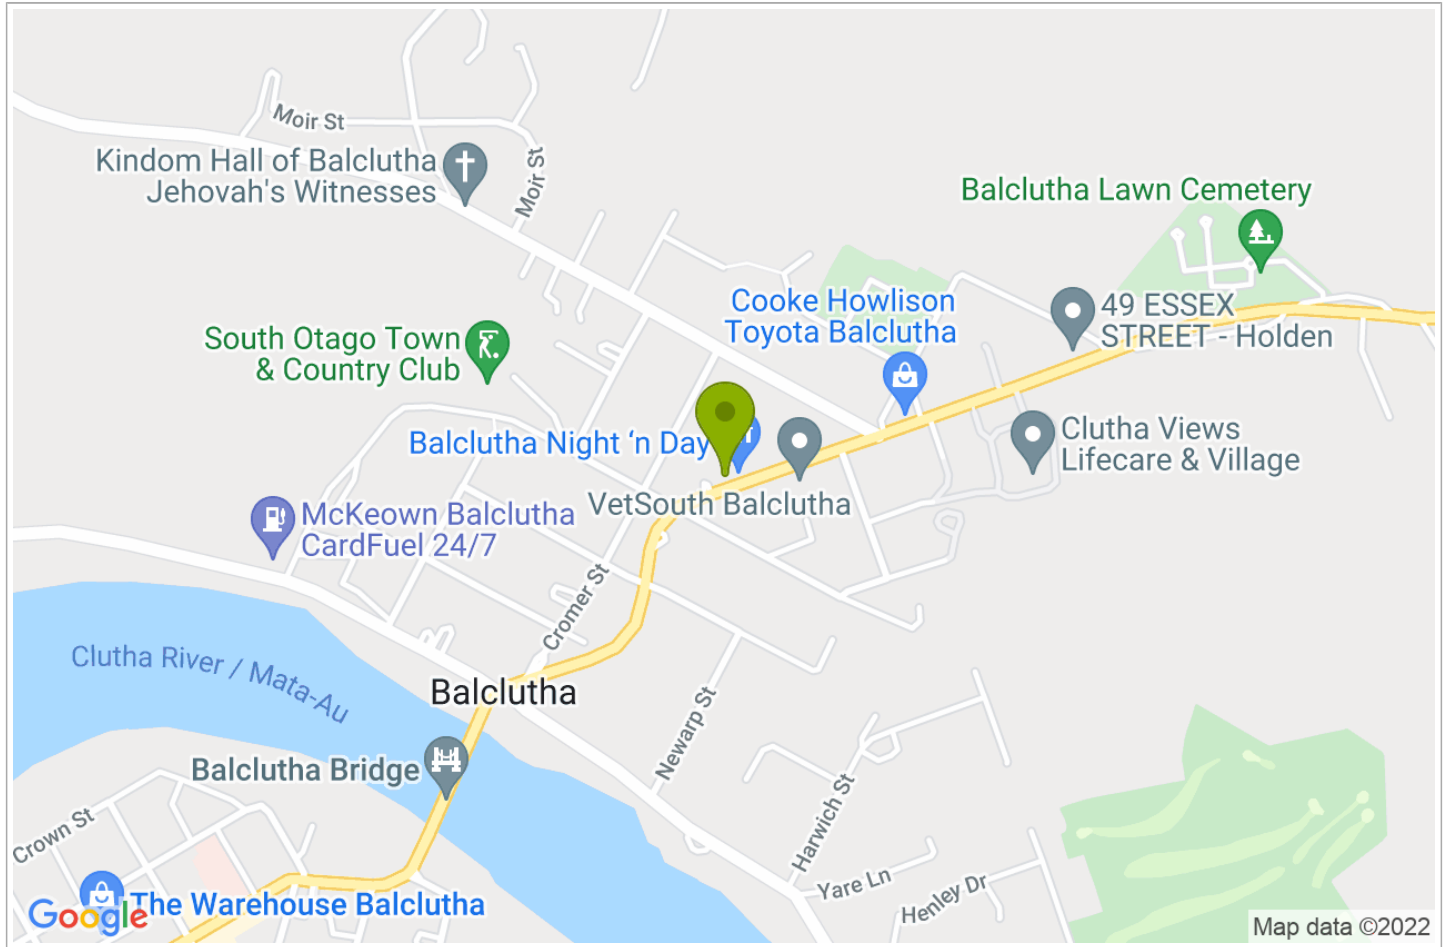 Moir St
Kindom Hall of Balclutha
Jehovah's Witnesses
Moir St
Balclutha Lawn Cemetery
Cooke Howlison
Toyota Balclutha
49 ESSEX
STREET - Holden
South Otago Town
& Country Club
Balclutha Night ‘n Day
Clutha Views
Lifecare & Village
VetSouth Balclutha
McKeown Balclutha
CardFuel 24/7
Cromer St
Clutha River / Mata-Au
Balclutha
Newarp St
Balclutha Bridge
Harwich St
Crown St
Yare Ln
Henley Dr
The Warehouse Balclutha
Google
Map data ©2022